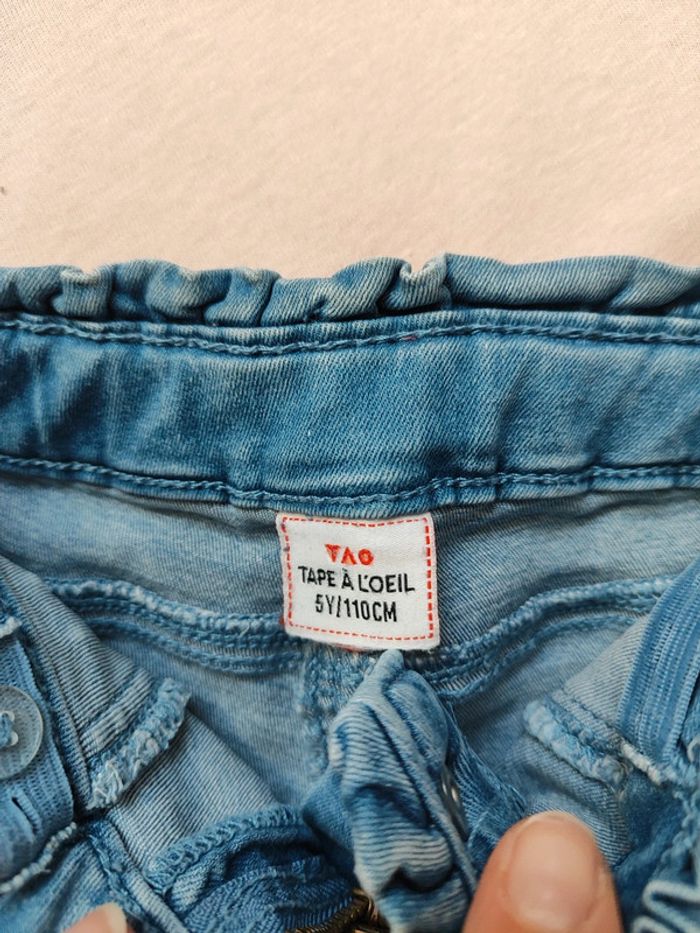 TAO
TAPE À L'OEIL
5Y/110CM